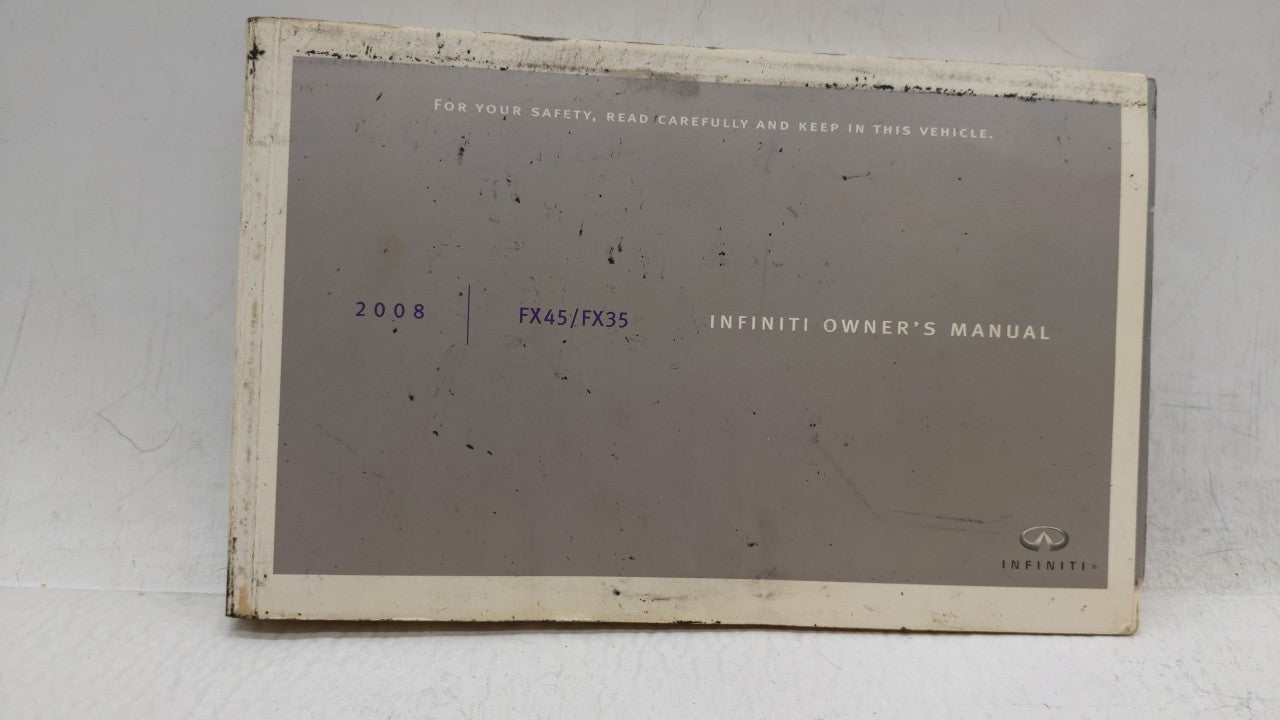 FOR YOUR SAFETY, READ CAREFULLY AND KEEP IN THIS VEHICLE.
2008 FX45/FX35 INFINITI OWNER'S MANUAL
INFINITI®